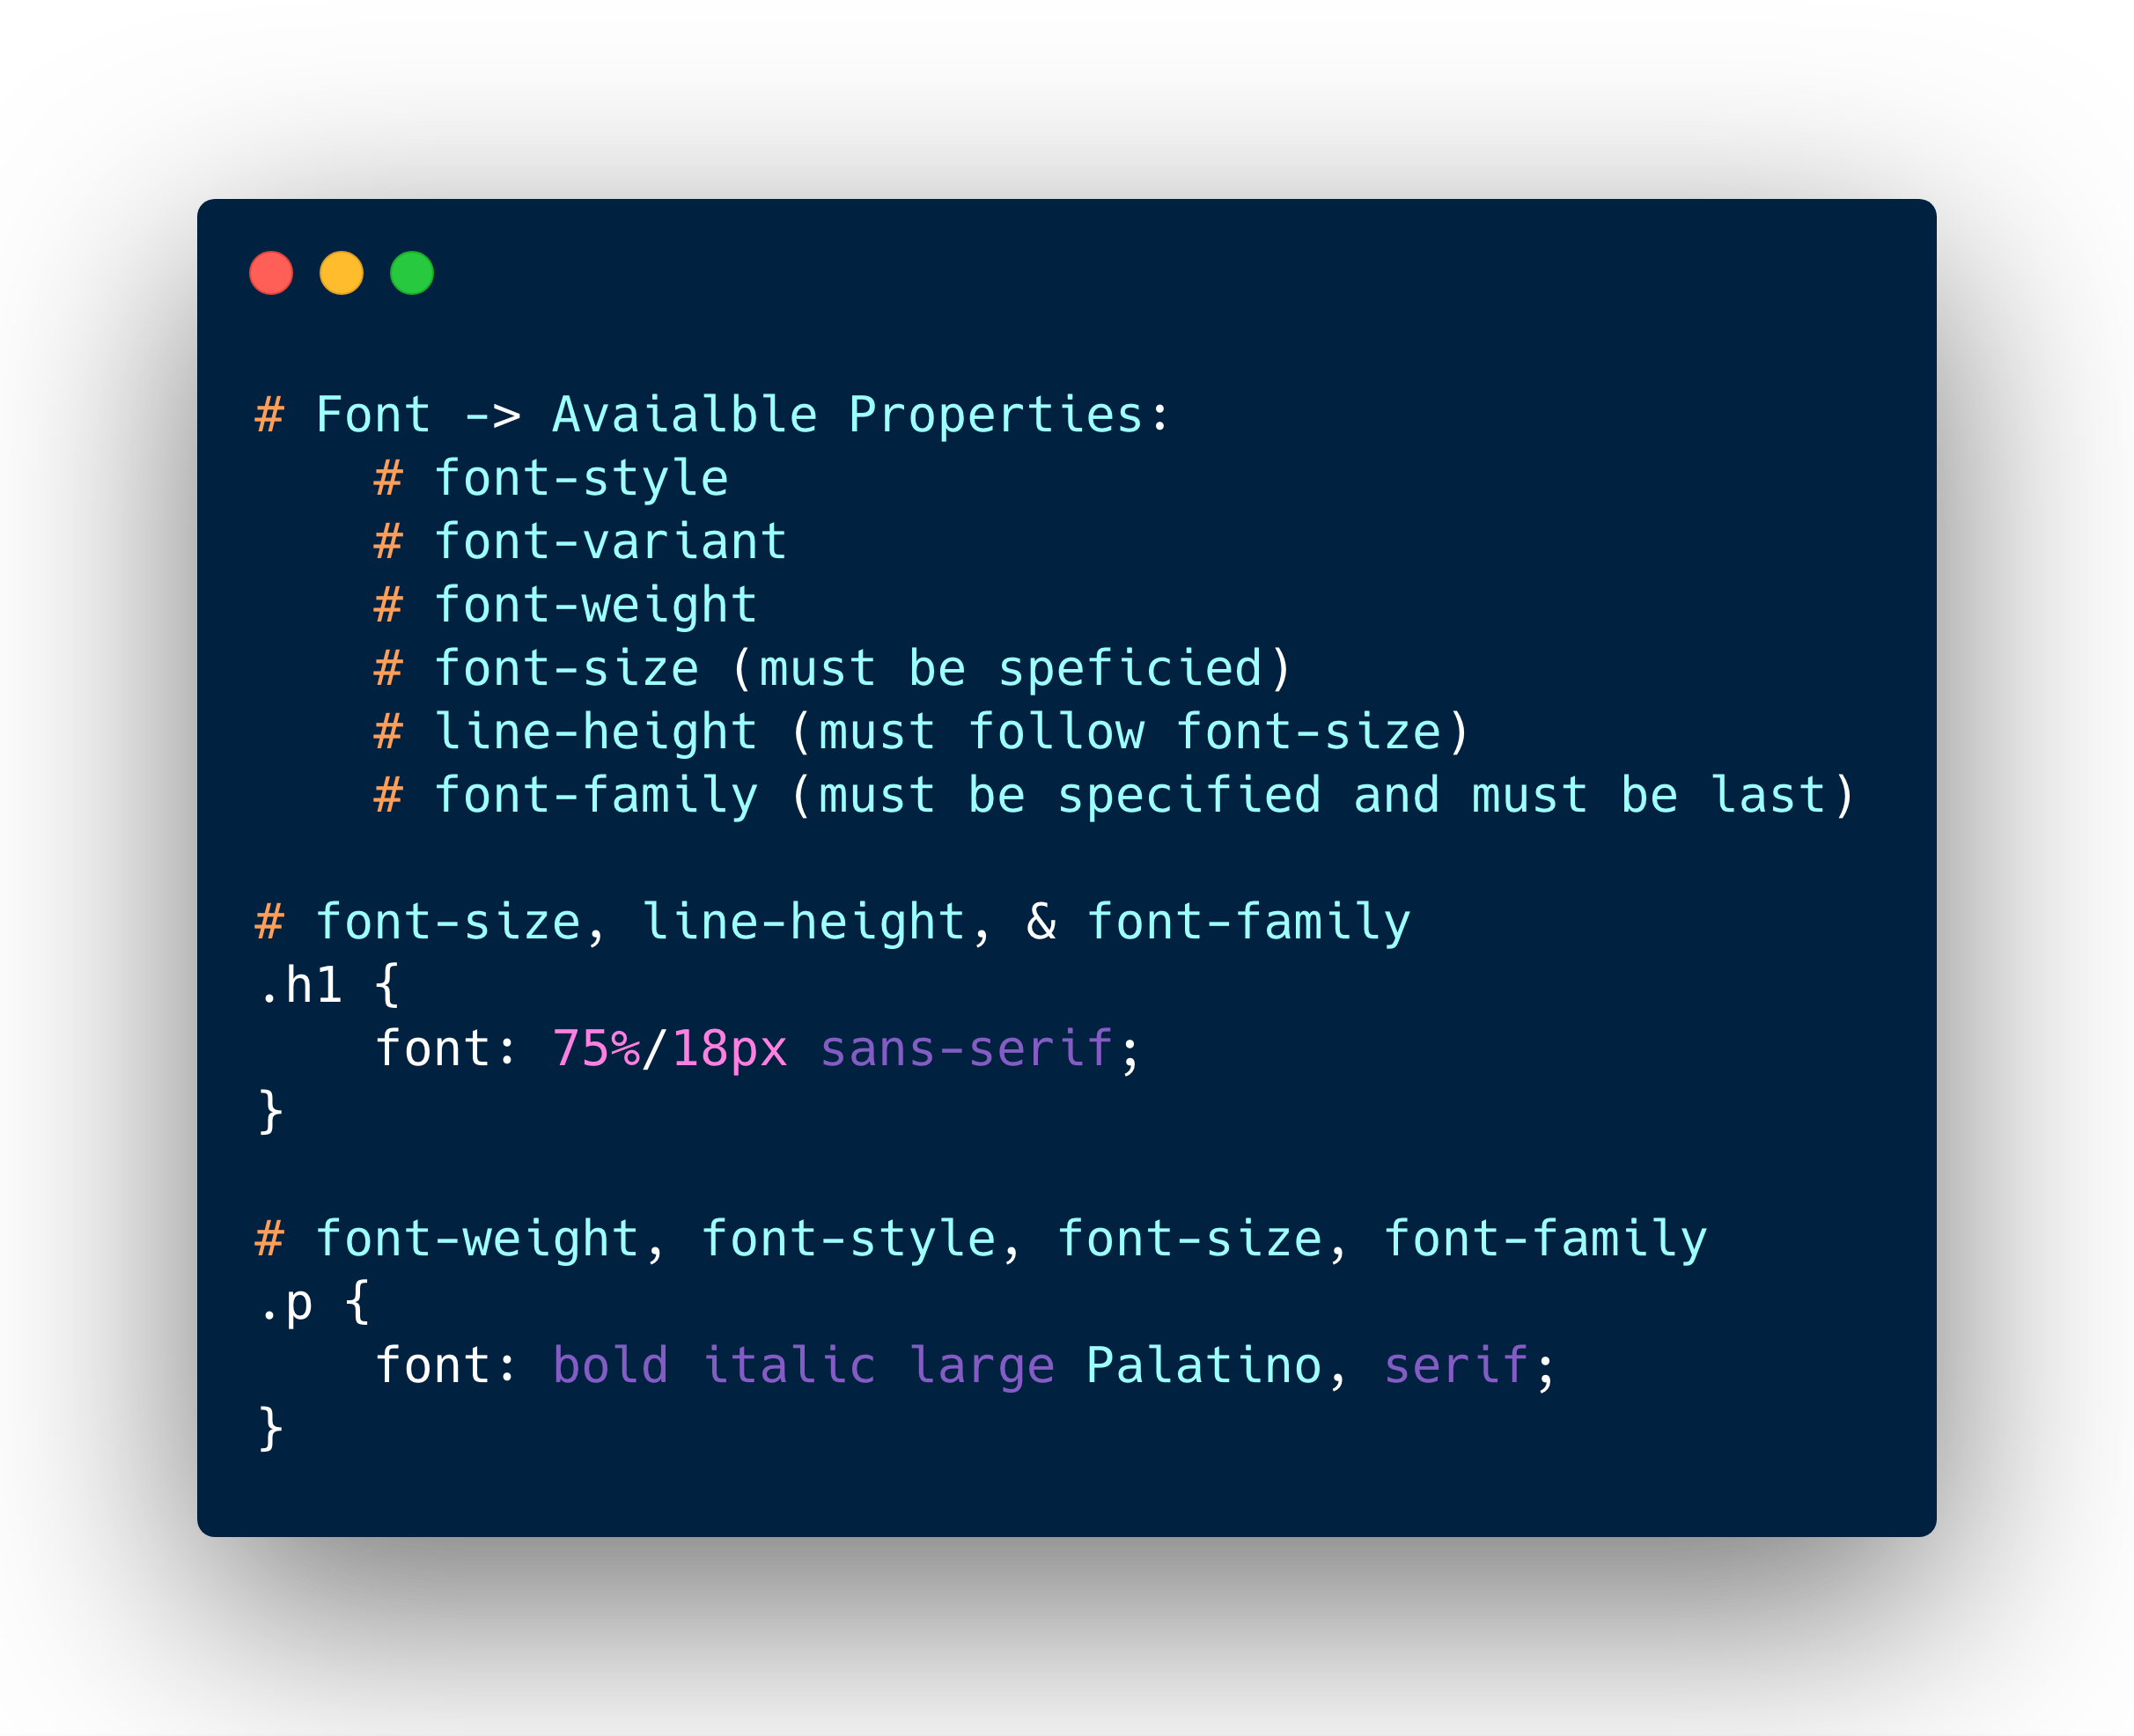 # Font -> Avaialble Properties:
# font-style
# font-variant
# font-weight
# font-size (must be speficied)
# line-height (must follow font-size)
# font-family (must be specified and must be last)
# font-size, line-height, & font-family
.h1 {
font: 75%/18px sans-serif;
}
# font-weight, font-style, font-size, font-family
.p {
font: bold italic large Palatino, serif;
}